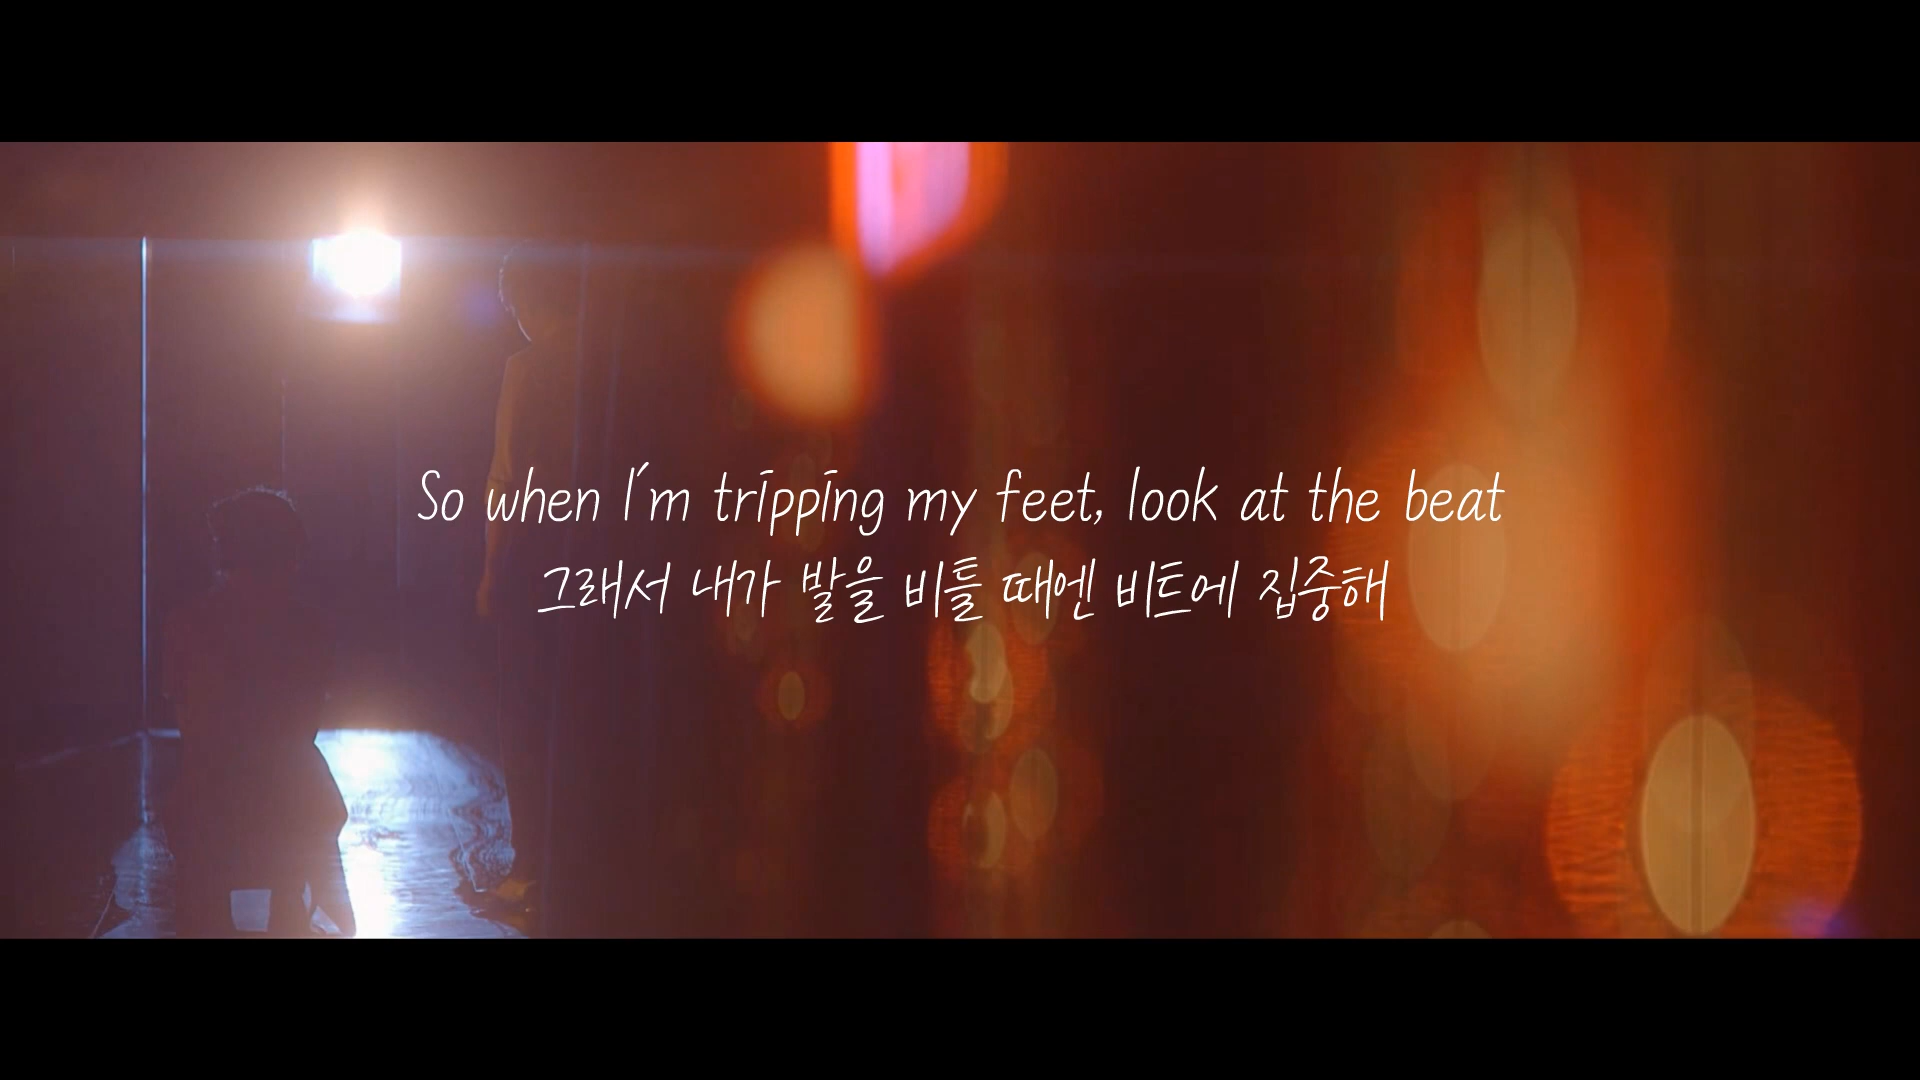 So when I'm tripping my feet, look at the beat
그래서 내가 발을 비틀 때엔 비트에 집중해